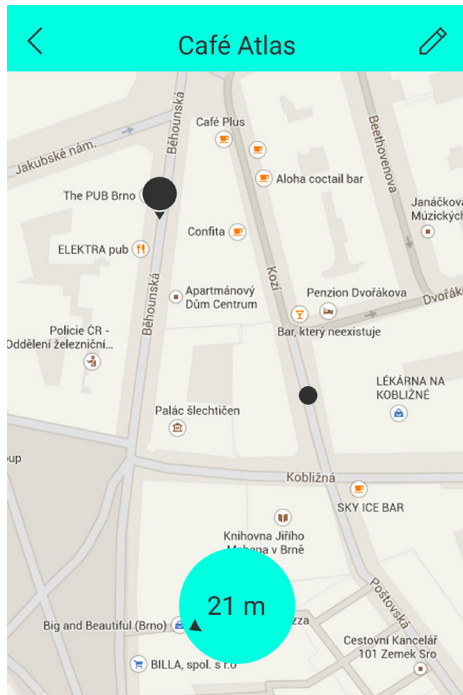 Café Atlas
Café Plus
Běhounská
Jakubské nám.
Beethovenova
Aloha coctail bar
The PUB Brno
Janáčkova
Múzických
Confita
ELEKTRA pub
Kozí
Apartmánový
Dům Centrum
Penzion Dvořákova
Dvořák
Běhounská
Bar, který neexistuje
Policie ČR -
Oddělení železniční...
LÉKÁRNA NA
KOBLIŽNÉ
Palác šlechtičen
oup
Kobližná
SKY ICE BAR
Knihovna Jiřího
Mahena v Brně
Poštovská
21 m
Big and Beautiful (Brno)
zza
Cestovní Kancelář
101 Zemek Sro
BILLA, spol. s r.o